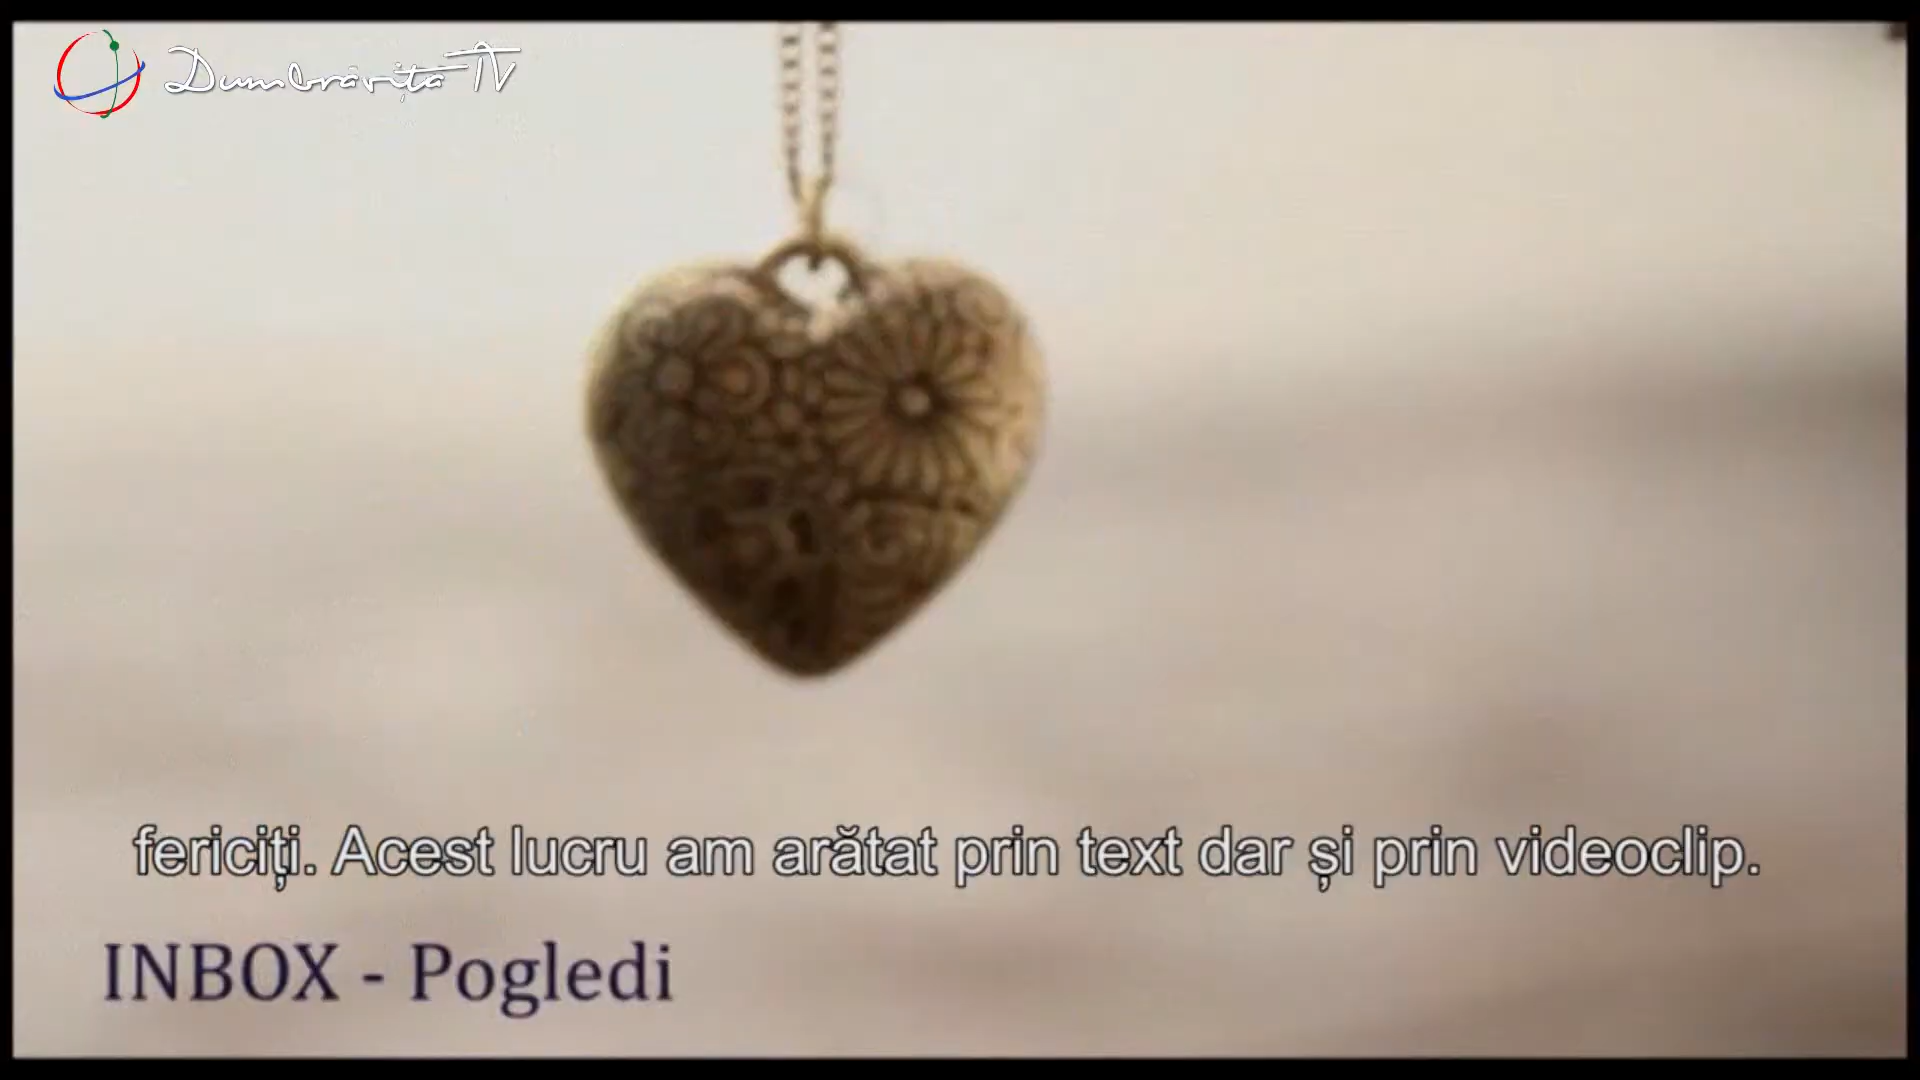 Dumbrăvița TV
fericiți. Acest lucru am arătat prin text dar și prin videoclip.
INBOX - Pogledi